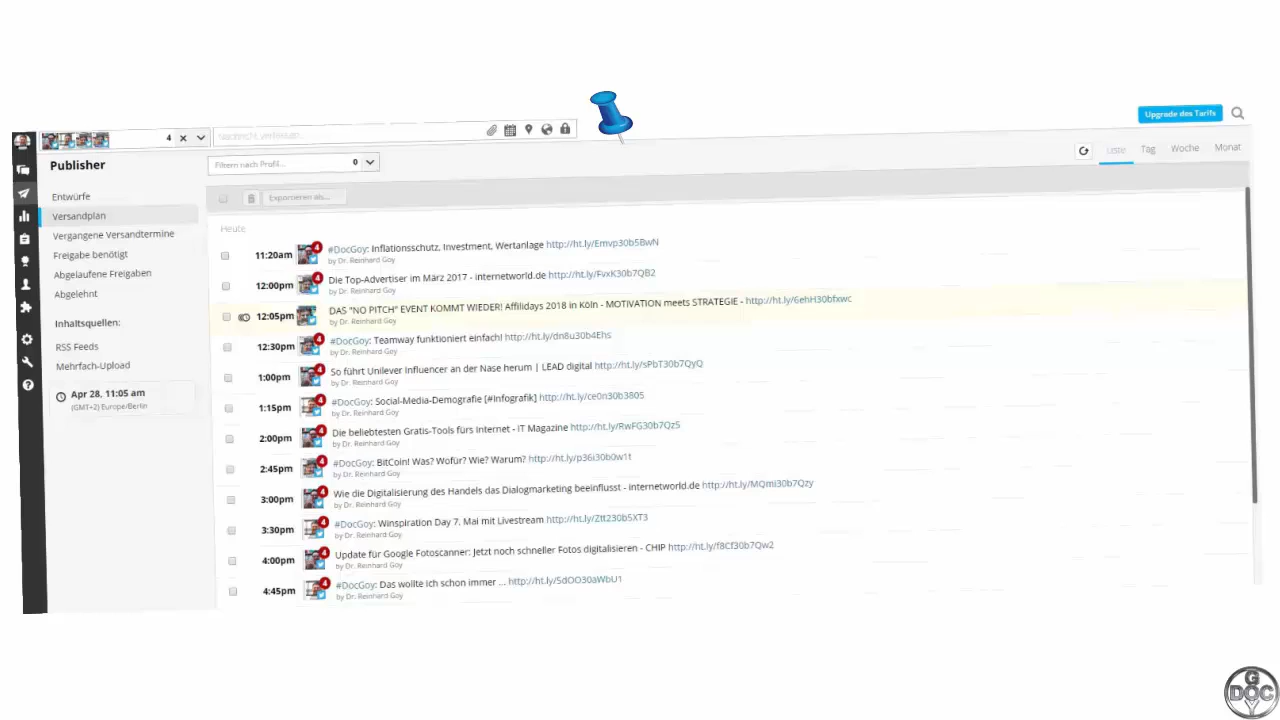 Upgrade des Tarifs
4
Publisher
Filtern nach Profil... 0
Liste Tag Woche Monat
Entwürfe
Versandplan
Vergangene Versandtermine
Freigabe benötigt
Abgelaufene Freigaben
Abgelehnt
Inhaltsquellen:
RSS Feeds
Mehrfach-Upload
Apr 28, 11:05 am
(GMT+2) Europe/Berlin
Exportieren als...
Heute
11:20am 4 #DocGoy: Inflationsschutz, Investment, Wertanlage http://ht.ly/Emvp30b5BwN
by Dr. Reinhard Goy
12:00pm 4 Die Top-Advertiser im März 2017 - internetworld.de http://ht.ly/FvxK30b7QB2
by Dr. Reinhard Goy
12:05pm DAS "NO PITCH" EVENT KOMMT WIEDER! Affilidays 2018 in Köln - MOTIVATION meets STRATEGIE - http://ht.ly/6ehH30bfxwc
by Dr. Reinhard Goy
12:30pm 4 #DocGoy: Teamway funktioniert einfach! http://ht.ly/dn8u30b4Ehs
by Dr. Reinhard Goy
1:00pm 4 So führt Unilever Influencer an der Nase herum | LEAD digital http://ht.ly/sPbT30b7QyQ
by Dr. Reinhard Goy
1:15pm 4 #DocGoy: Social-Media-Demografie [#Infografik] http://ht.ly/ce0n30b3805
by Dr. Reinhard Goy
2:00pm 4 Die beliebtesten Gratis-Tools fürs Internet - IT Magazine http://ht.ly/RwFG30b7Qz5
by Dr. Reinhard Goy
2:45pm 4 #DocGoy: BitCoin! Was? Wofür? Wie? Warum? http://ht.ly/p36i30b0w1t
by Dr. Reinhard Goy
3:00pm 4 Wie die Digitalisierung des Handels das Dialogmarketing beeinflusst - internetworld.de http://ht.ly/MQmi30b7Qzy
by Dr. Reinhard Goy
3:30pm 4 #DocGoy: Winspiration Day 7. Mai mit Livestream http://ht.ly/Ztt230b5XT3
by Dr. Reinhard Goy
4:00pm 4 Update für Google Fotoscanner: Jetzt noch schneller Fotos digitalisieren - CHIP http://ht.ly/f8Cf30b7Qw2
by Dr. Reinhard Goy
4:45pm 4 #DocGoy: Das wollte ich schon immer ... http://ht.ly/5dOO30aWbU1
by Dr. Reinhard Goy
G
DOC
Y